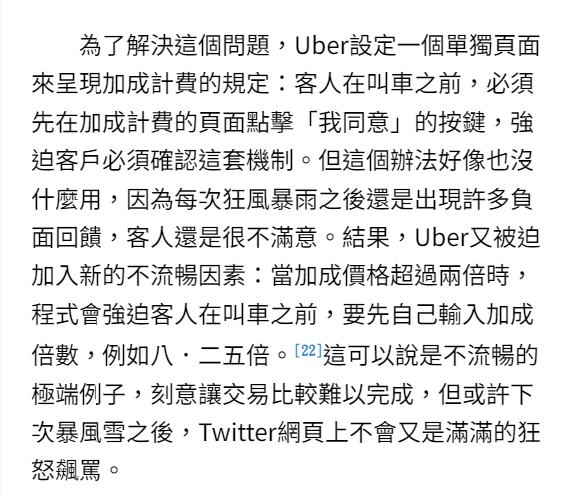 為了解決這個問題，Uber設定一個單獨頁面
來呈現加成計費的規定：客人在叫車之前，必須
先在加成計費的頁面點擊「我同意」的按鍵，強
迫客戶必須確認這套機制。但這個辦法好像也沒
什麼用，因為每次狂風暴雨之後還是出現許多負
面回饋，客人還是很不滿意。結果，Uber又被迫
加入新的不流暢因素：當加成價格超過兩倍時，
程式會強迫客人在叫車之前，要先自己輸入加成
倍數，例如八．二五倍。[22]這可以說是不流暢的
極端例子，刻意讓交易比較難以完成，但或許下
次暴風雪之後，Twitter網頁上不會又是滿滿的狂
怒飆罵。